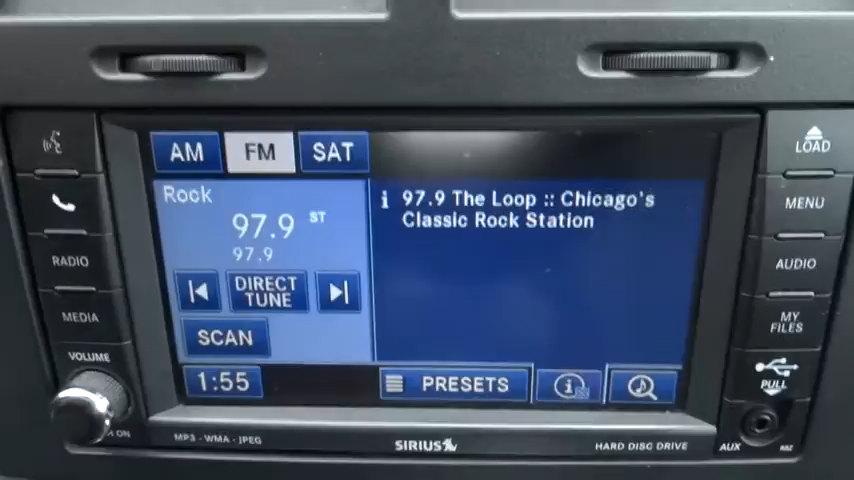 AM FM SAT
LOAD
Rock
97.9 ST
97.9
i 97.9 The Loop :: Chicago's
Classic Rock Station
MENU
RADIO
AUDIO
DIRECT
TUNE
MEDIA
MY
FILES
SCAN
VOLUME
1:55
PRESETS
PULL
ON
MP3 - WMA - JPEG
SIRIUS
HARD DISC DRIVE
AUX